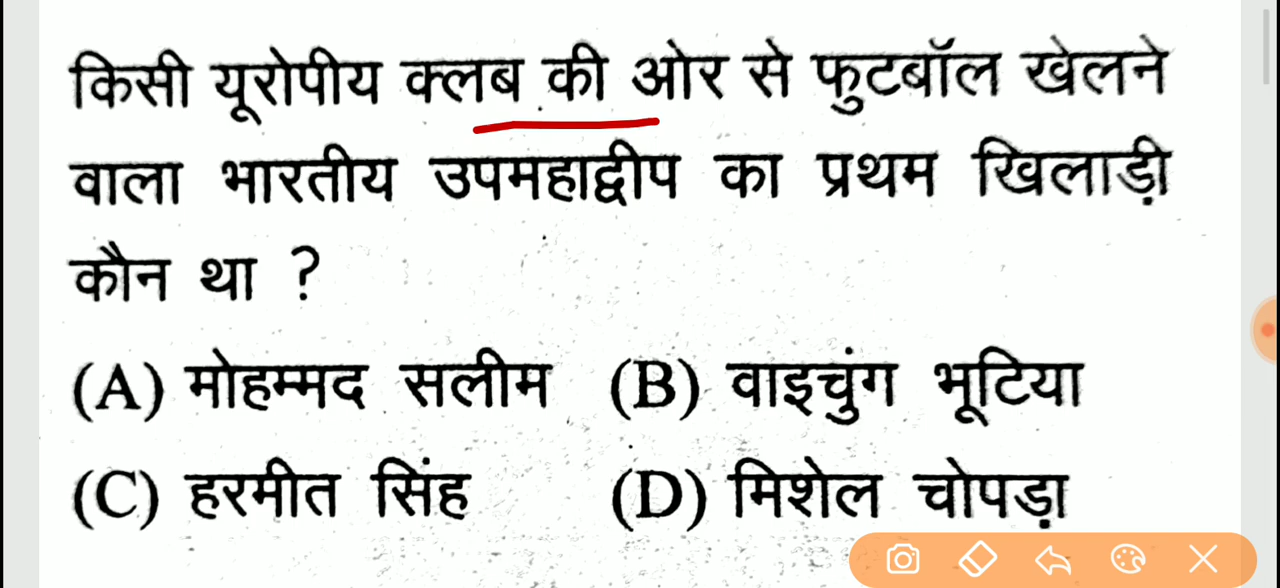 किसी यूरोपीय क्लब की ओर से फुटबॉल खेलने
वाला भारतीय उपमहाद्वीप का प्रथम खिलाड़ी
कौन था ?
(A) मोहम्मद सलीम (B) वाइचुंग भूटिया
(C) हरमीत सिंह (D) मिशेल चोपड़ा